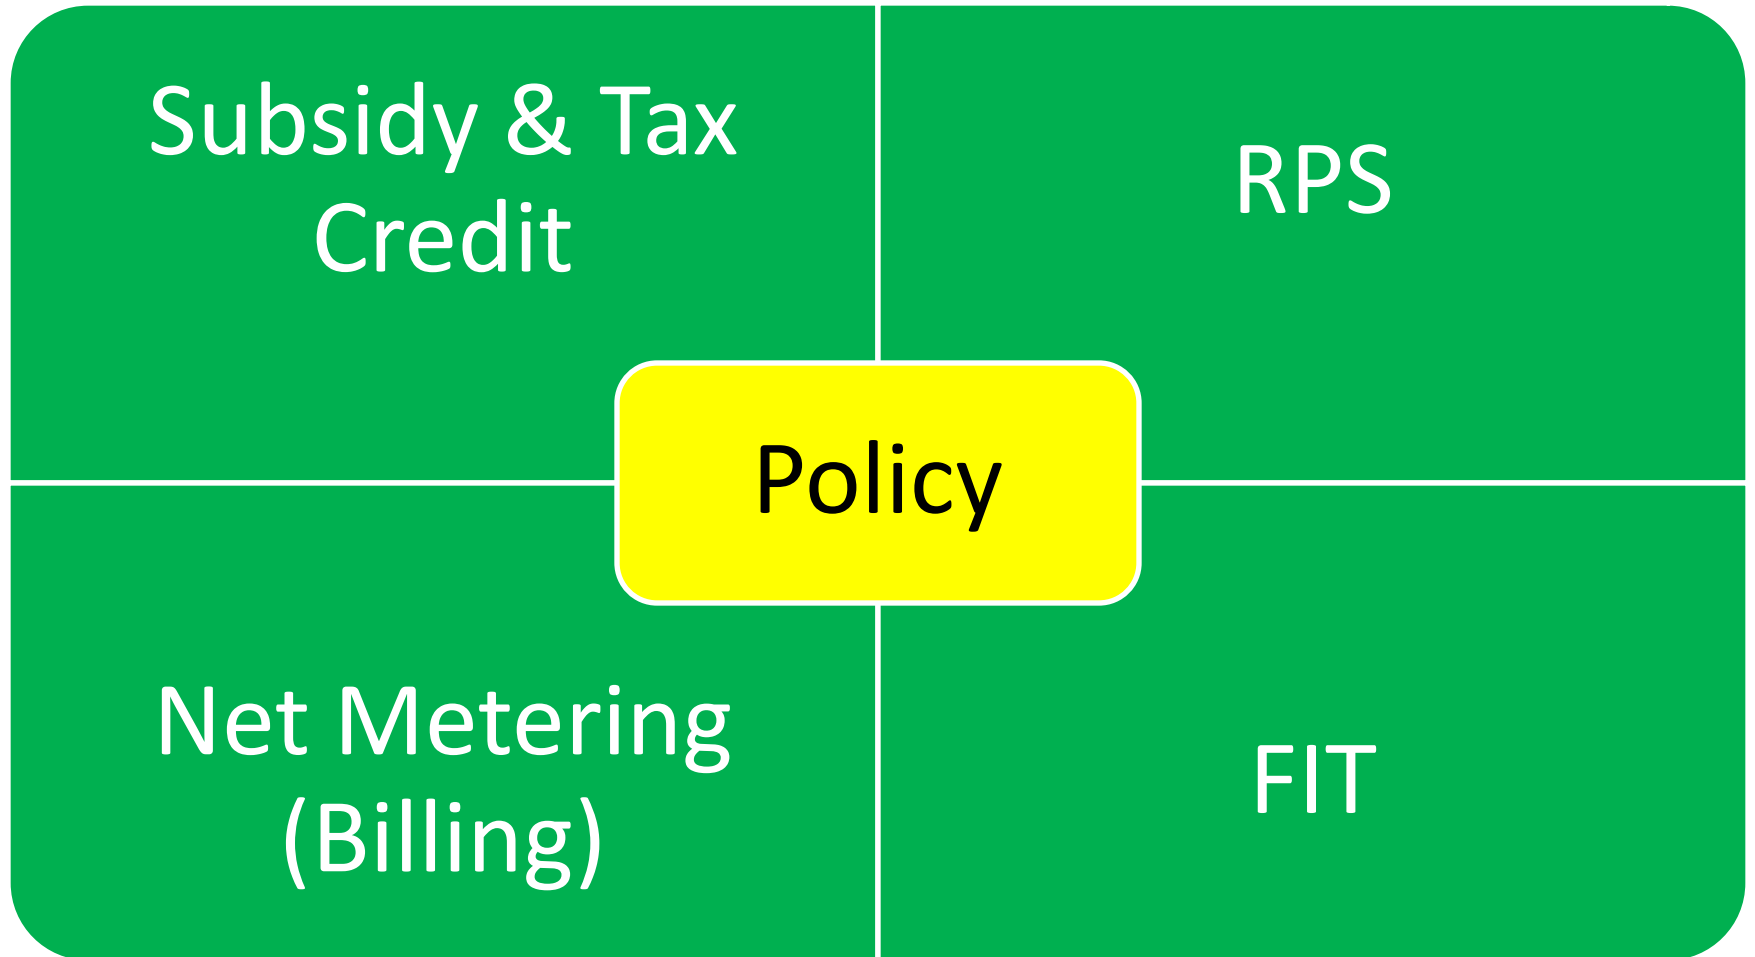 Subsidy & Tax
Credit
RPS
Policy
Net Metering
(Billing)
FIT